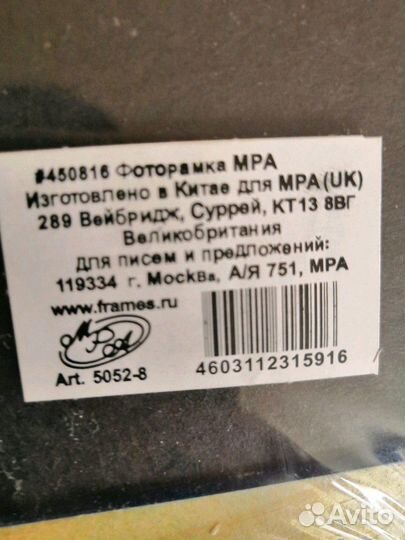 #450816 Фоторамка MPA
Изготовлено в Китае для MPA(UK)
289 Вейбридж, Суррей, КТ13 8ВГ
Великобритания
для писем и предложений:
119334 г. Москва, А/Я 751, MPA
www.frames.ru
MPA
Art. 5052-8
4603112315916
Avito